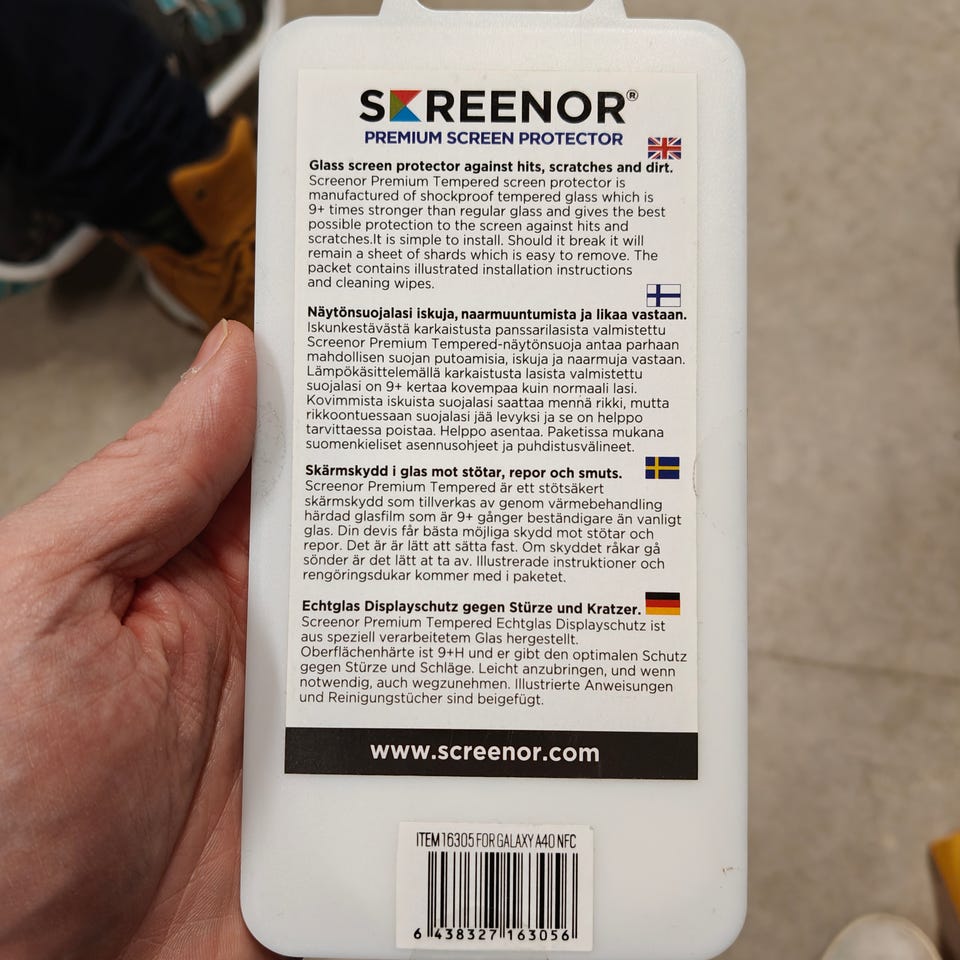 SCREENOR®
PREMIUM SCREEN PROTECTOR
Glass screen protector against hits, scratches and dirt.
Screenor Premium Tempered screen protector is
manufactured of shockproof tempered glass which is
9+ times stronger than regular glass and gives the best
possible protection to the screen against hits and
scratches.It is simple to install. Should it break it will
remain a sheet of shards which is easy to remove. The
packet contains illustrated installation instructions
and cleaning wipes.
Näytönsuojalasi iskuja, naarmuuntumista ja likaa vastaan.
Iskunkestävästä karkaistusta panssarilasista valmistettu
Screenor Premium Tempered-näytönsuoja antaa parhaan
mahdollisen suojan putoamisia, iskuja ja naarmuja vastaan.
Lämpökäsittelemällä karkaistusta lasista valmistettu
suojalasi on 9+ kertaa kovempaa kuin normaali lasi.
Kovimmista iskuista suojalasi saattaa mennä rikki, mutta
rikkoontuessaan suojalasi jää levyksi ja se on helppo
tarvittaessa poistaa. Helppo asentaa. Paketissa mukana
suomenkieliset asennusohjeet ja puhdistusvälineet.
Skärmskydd i glas mot stötar, repor och smuts.
Screenor Premium Tempered är ett stötsäkert
skärmskydd som tillverkas av genom värmebehandling
härdad glasfilm som är 9+ gånger beständigare än vanligt
glas. Din devis får bästa möjliga skydd mot stötar och
repor. Det är är lätt att sätta fast. Om skyddet råkar gå
sönder är det lätt at ta av. Illustrerade instruktioner och
rengöringsdukar kommer med i paketet.
Echtglas Displayschutz gegen Stürze und Kratzer.
Screenor Premium Tempered Echtglas Displayschutz ist
aus speziell verarbeitetem Glas hergestellt.
Oberflächenhärte ist 9+H und er gibt den optimalen Schutz
gegen Stürze und Schläge. Leicht anzubringen, und wenn
notwendig, auch wegzunehmen. Illustrierte Anweisungen
und Reinigungstücher sind beigefügt.
www.screenor.com
ITEM 16305 FOR GALAXY A40 NFC
6 438327 163056